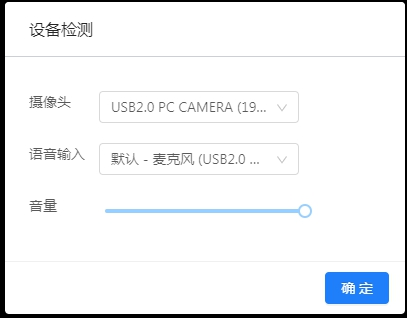 设备检测
摄像头 USB2.0 PC CAMERA (19...
语音输入 默认 - 麦克风 (USB2.0 ...
音量
确 定